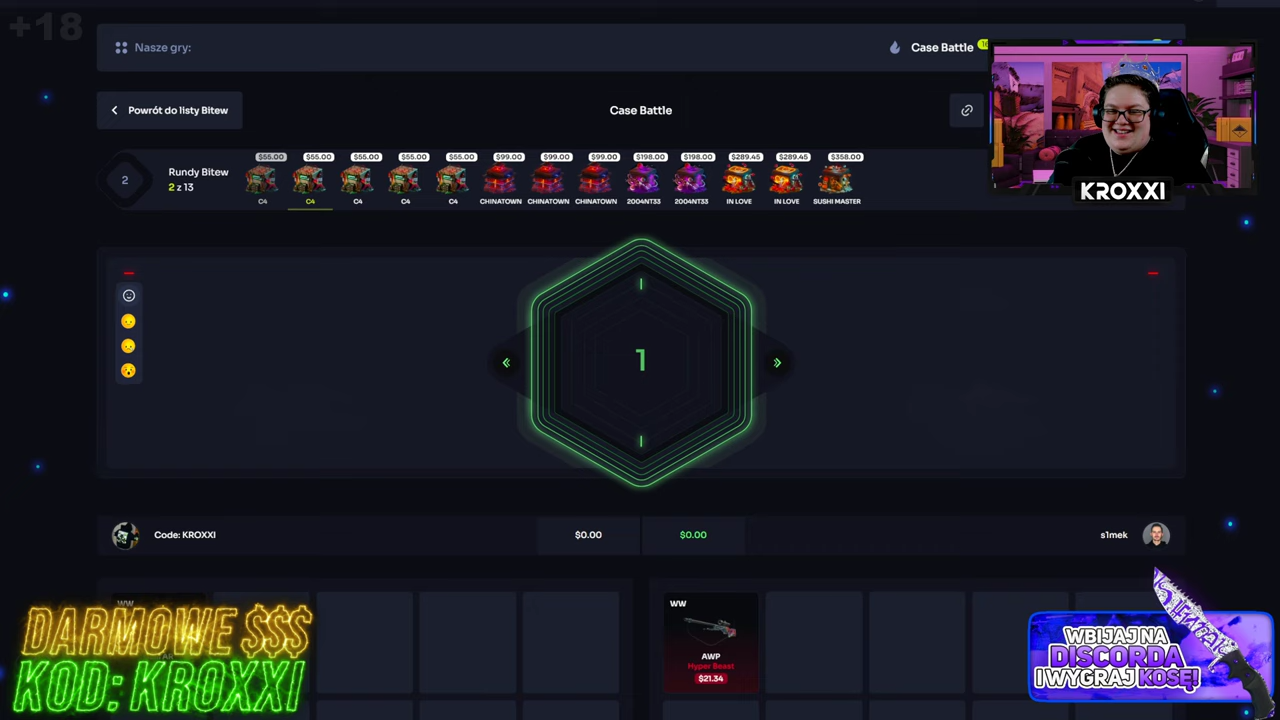 +18
Nasze gry:
Case Battle
Powrót do listy Bitew
Case Battle
KROXXI
2
Rundy Bitew
2 z 13
$55.00 $55.00 $55.00 $55.00 $55.00 $99.00 $99.00 $99.00 $198.00 $198.00 $289.45 $289.45 $358.00
C4 C4 C4 C4 C4 CHINATOWN CHINATOWN CHINATOWN 2004NT33 2004NT33 IN LOVE IN LOVE SUSHI MASTER
1
Code: KROXXI
$0.00
$0.00
s1mek
WW
WW
AWP
Hyper Beast
$21.34
DARMOWE $$$
KOD: KROXXI
WBIJAJ NA
DISCORDA
I WYGRAJ KOSĘ!